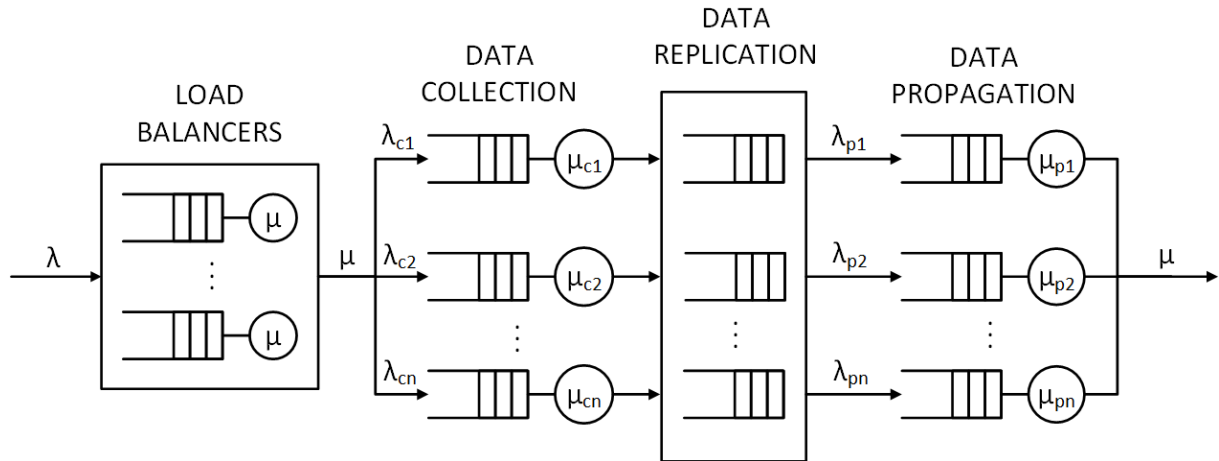 LOAD
BALANCERS
DATA
COLLECTION
DATA
REPLICATION
DATA
PROPAGATION
λ
μ
μ
μ
λc1
λc2
λcn
μc1
μc2
μcn
λp1
λp2
λpn
μp1
μp2
μpn
μ